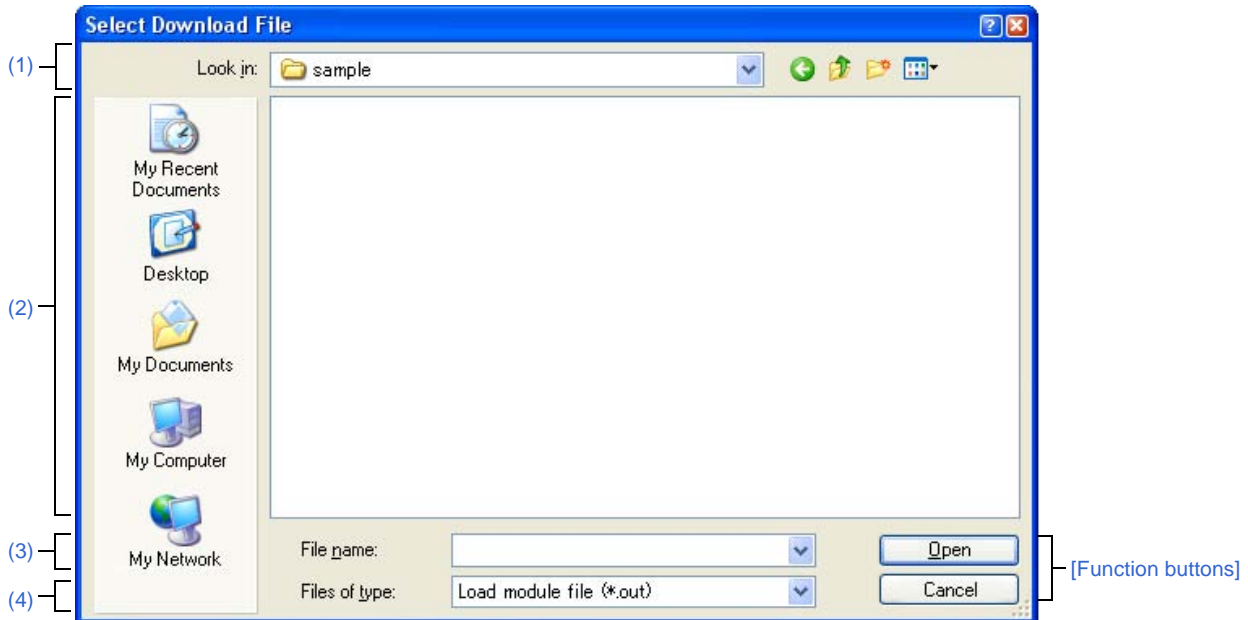 Select Download File
(1)
Look in:
sample
(2)
My Recent
Documents
Desktop
My Documents
My Computer
My Network
(3)
File name:
Open
[Function buttons]
(4)
Files of type:
Load module file (*.out)
Cancel